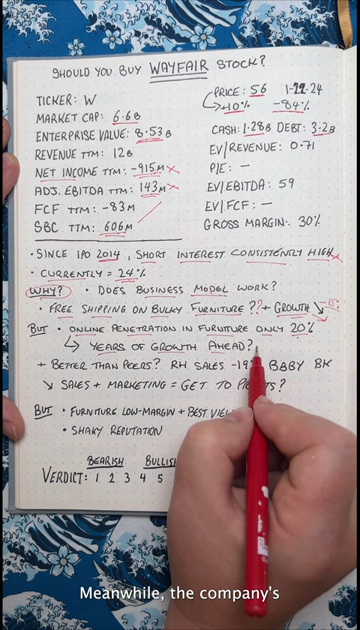 SHOULD YOU BUY WAYFAIR STOCK?
TICKER: W
MARKET CAP: 6.6B
ENTERPRISE VALUE: 8.53B
REVENUE TTM: 12B
NET INCOME TTM: -915M
ADJ. EBITDA TTM: 143M
FCF TTM: -83M
SBC TTM: 606M
PRICE: 56 1-22-24
+10% -84%
CASH: 1.28B DEBT: 3.2B
EV/REVENUE: 0.71
P/E: —
EV/EBITDA: 59
EV/FCF: —
GROSS MARGIN: 30%
• SINCE IPO 2014, SHORT INTEREST CONSISTENTLY HIGH
• CURRENTLY = 24%
WHY? • DOES BUSINESS MODEL WORK?
• FREE SHIPPING ON BULKY FURNITURE ?? + GROWTH
BUT • ONLINE PENETRATION IN FURNITURE ONLY 20%
YEARS OF GROWTH AHEAD?
+ BETTER THAN PEERS? RH SALES -19% BBBY BK
SALES + MARKETING = GET TO
BUT • FURNITURE LOW-MARGIN + BEST
• SHAKY REPUTATION
BEARISH BULLISH
VERDICT: 1 2 3 4 5
Meanwhile, the company's